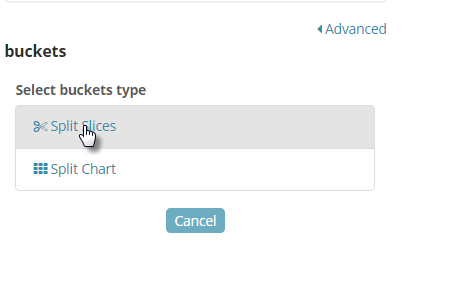 Advanced
buckets
Select buckets type
Split Slices
Split Chart
Cancel